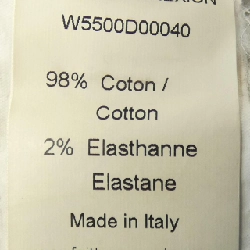 W5500D00040
98% Coton /
Cotton
2% Elasthanne
Elastane
Made in Italy